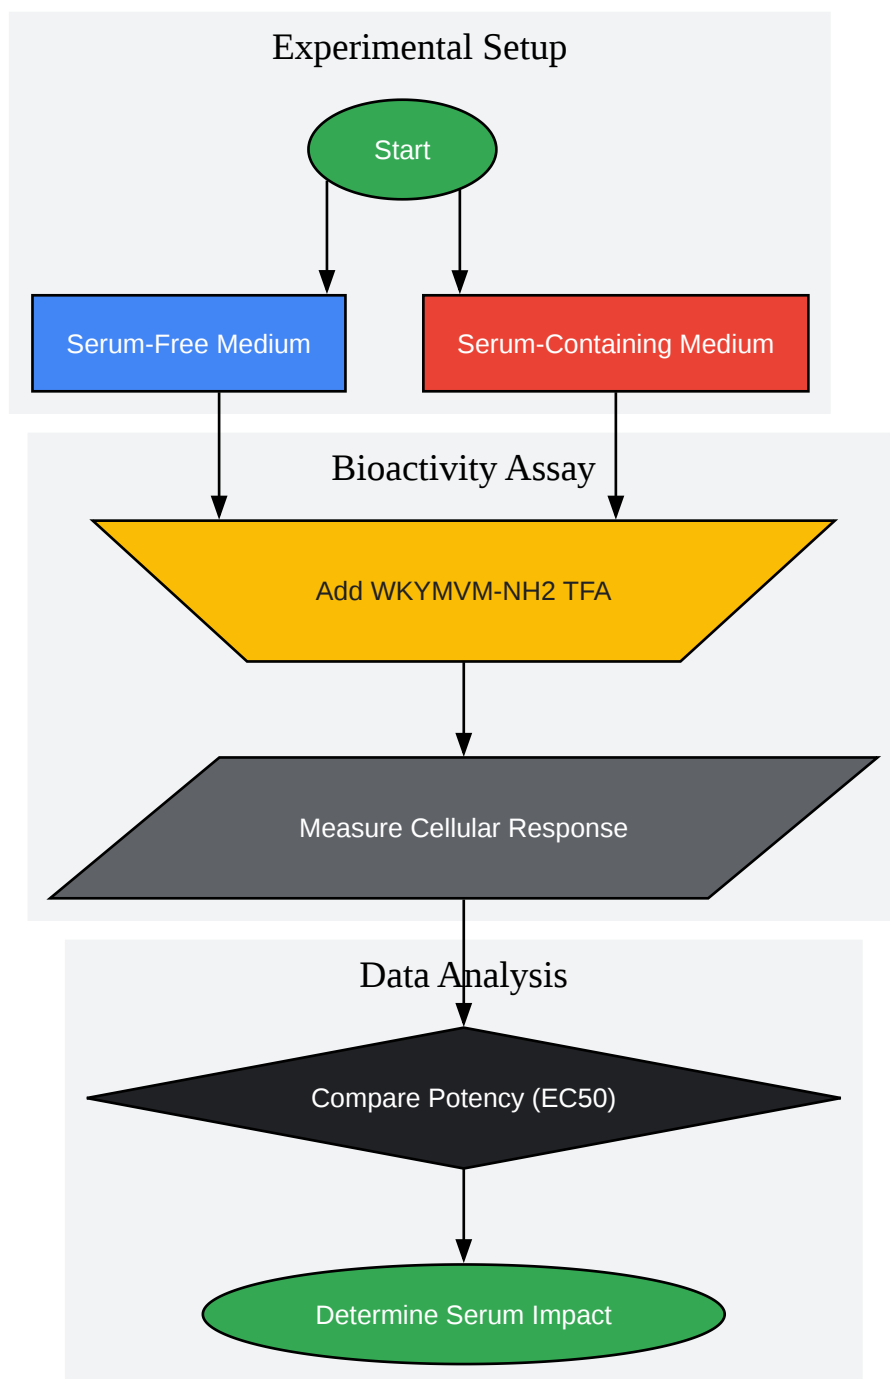 Experimental Setup
Start
Serum-Free Medium
Serum-Containing Medium
Bioactivity Assay
Add WKYMVM-NH2 TFA
Measure Cellular Response
Data Analysis
Compare Potency (EC50)
Determine Serum Impact